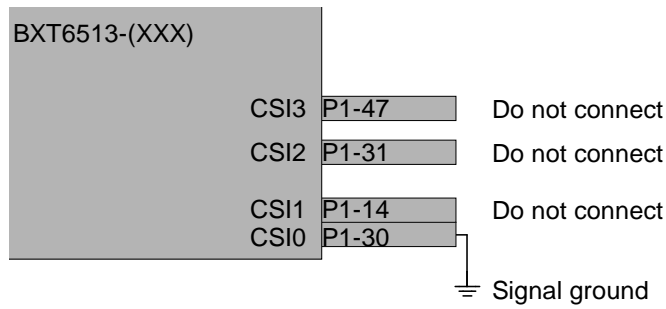 BXT6513-(XXX)
CSI3 P1-47 Do not connect
CSI2 P1-31 Do not connect
CSI1 P1-14 Do not connect
CSI0 P1-30
Signal ground